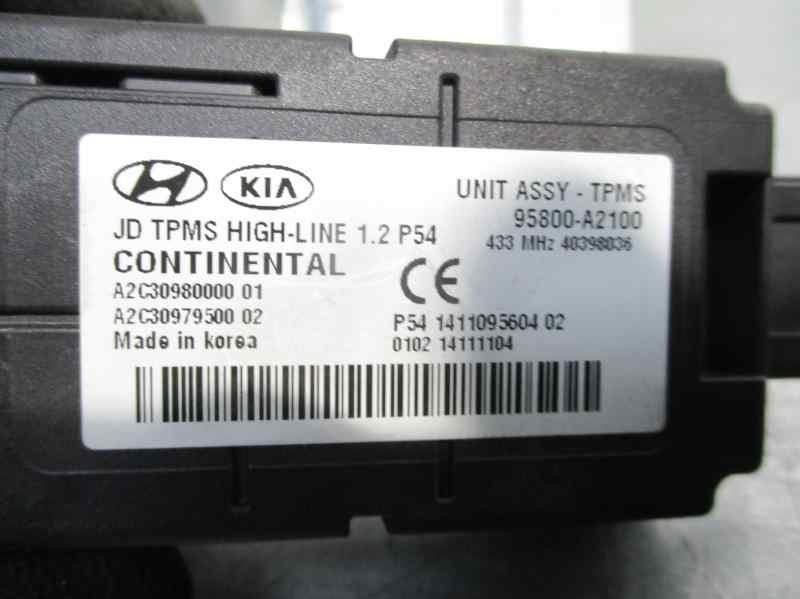 KIA
UNIT ASSY - TPMS
JD TPMS HIGH-LINE 1.2 P54
95800-A2100
433 MHz 40398036
CONTINENTAL
CE
A2C30980000 01
A2C30979500 02
P54 1411095604 02
Made in korea
0102 14111104